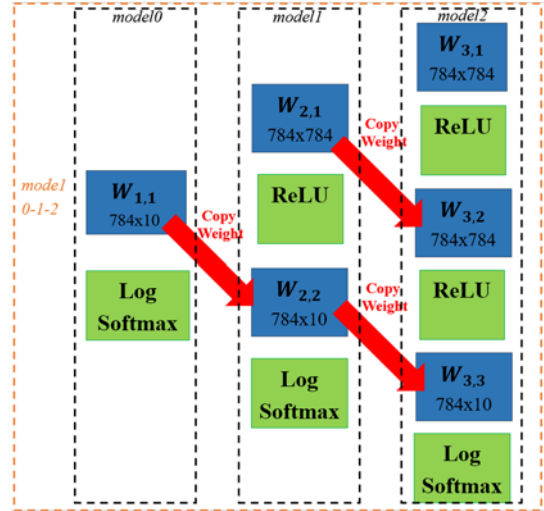 model0
model1
model2
model1
0-1-2
W1,1
784x10
Log
Softmax
Copy
Weight
W2,1
784x784
ReLU
W2,2
784x10
Log
Softmax
Copy
Weight
Copy
Weight
W3,1
784x784
ReLU
W3,2
784x784
ReLU
W3,3
784x10
Log
Softmax